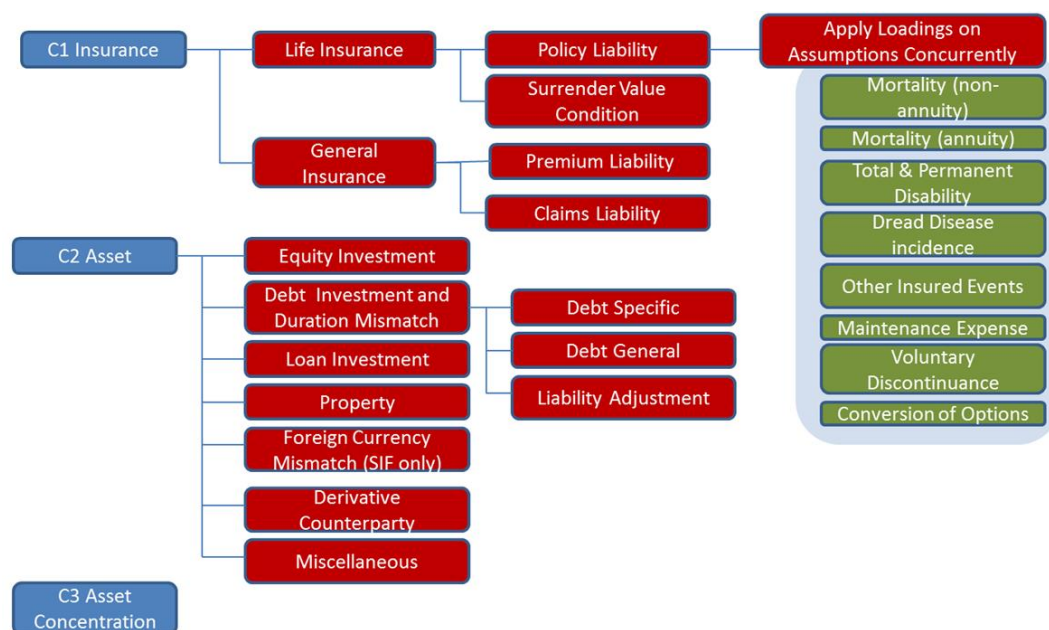 C1 Insurance
Life Insurance
Policy Liability
Apply Loadings on
Assumptions Concurrently
Surrender Value
Condition
General
Insurance
Premium Liability
Claims Liability
Mortality (non-
annuity)
Mortality (annuity)
Total & Permanent
Disability
Dread Disease
incidence
Other Insured Events
Maintenance Expense
Voluntary
Discontinuance
Conversion of Options
C2 Asset
Equity Investment
Debt Investment and
Duration Mismatch
Debt Specific
Debt General
Liability Adjustment
Loan Investment
Property
Foreign Currency
Mismatch (SIF only)
Derivative
Counterparty
Miscellaneous
C3 Asset
Concentration